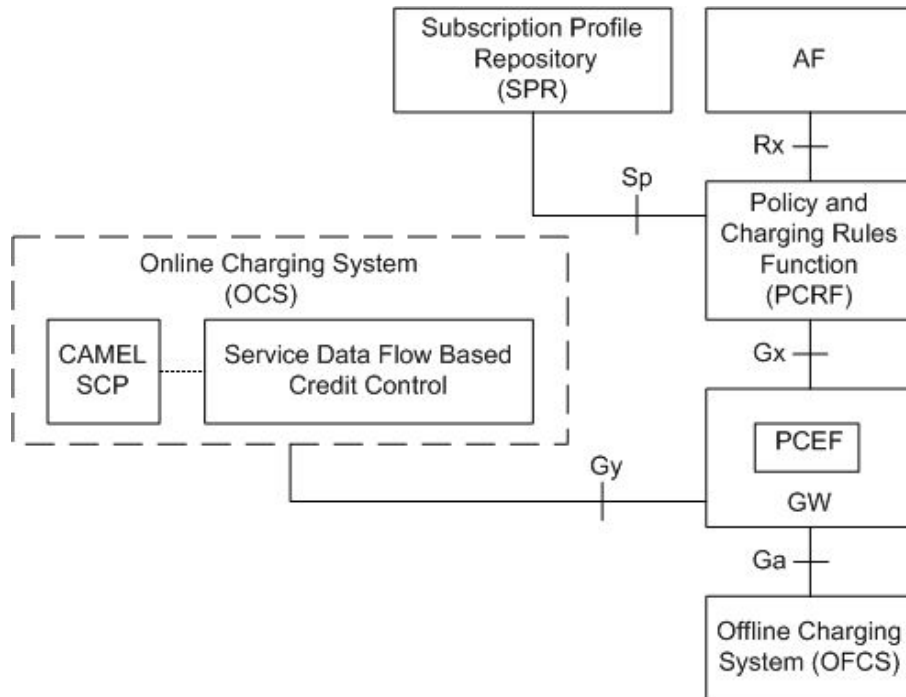 Subscription Profile
Repository
(SPR)
AF
Rx
Sp
Policy and
Charging Rules
Function
(PCRF)
Online Charging System
(OCS)
CAMEL
SCP
Service Data Flow Based
Credit Control
Gx
PCEF
Gy
GW
Ga
Offline Charging
System (OFCS)